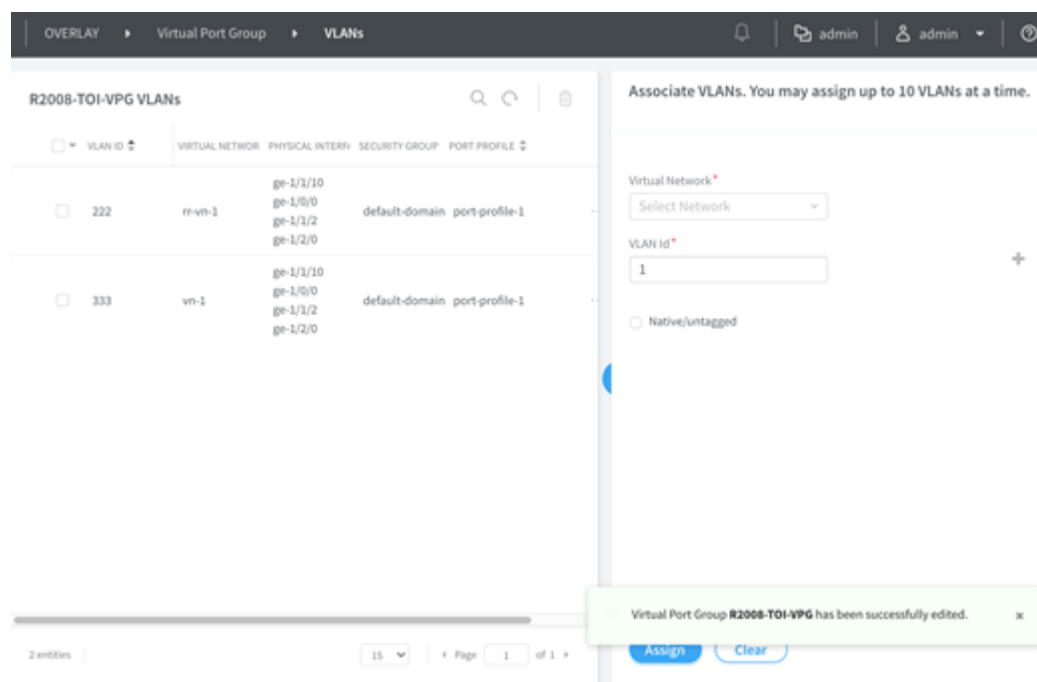 OVERLAY Virtual Port Group VLANs admin admin
R2008-TOI-VPG VLANs
VLAN ID VIRTUAL NETWOR PHYSICAL INTERF SECURITY GROUP PORT PROFILE
222 rr-vn-1 ge-1/1/10 default-domain port-profile-1
ge-1/0/0
ge-1/1/2
ge-1/2/0
333 vn-1 ge-1/1/10 default-domain port-profile-1
ge-1/0/0
ge-1/1/2
ge-1/2/0
2 entities 15 Page 1 of 1
Associate VLANs. You may assign up to 10 VLANs at a time.
Virtual Network*
Select Network
VLAN Id*
1
Native/untagged
Virtual Port Group R2008-TOI-VPG has been successfully edited. ×
Assign Clear